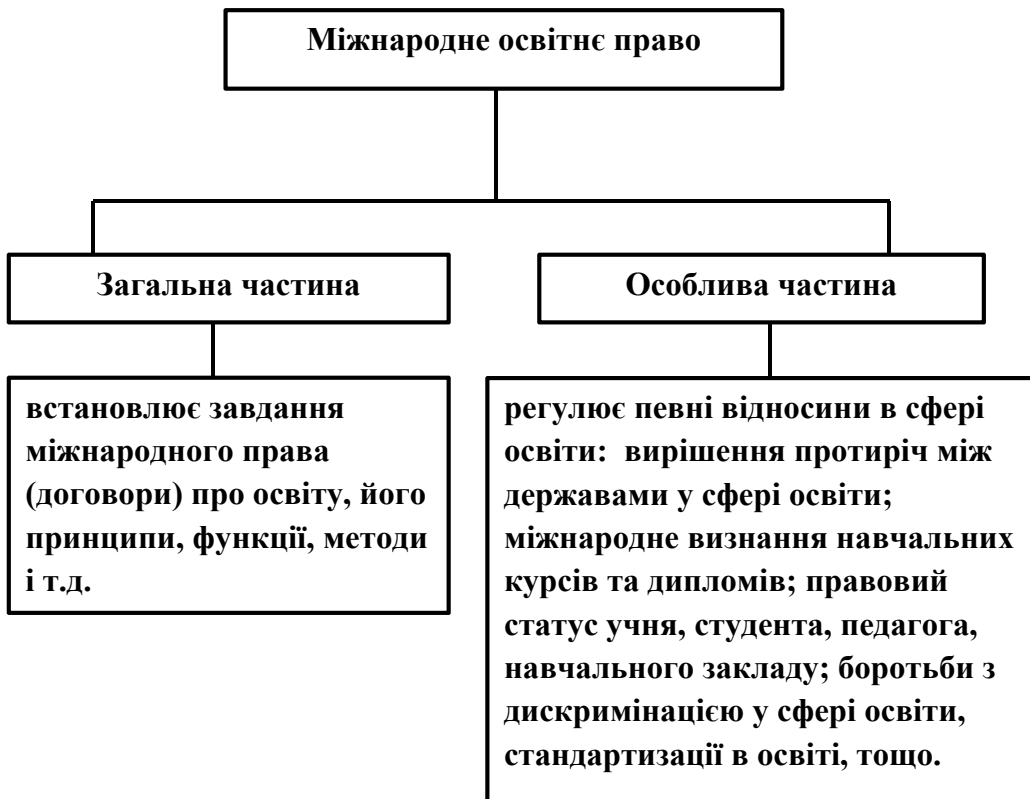 Міжнародне освітнє право
Загальна частина
Особлива частина
встановлює завдання
міжнародного права
(договори) про освіту, його
принципи, функції, методи
і т.д.
регулює певні відносини в сфері
освіти:  вирішення протиріч між
державами у сфері освіти;
міжнародне визнання навчальних
курсів та дипломів; правовий
статус учня, студента, педагога,
навчального закладу; боротьби з
дискримінацією у сфері освіти,
стандартизації в освіті, тощо.